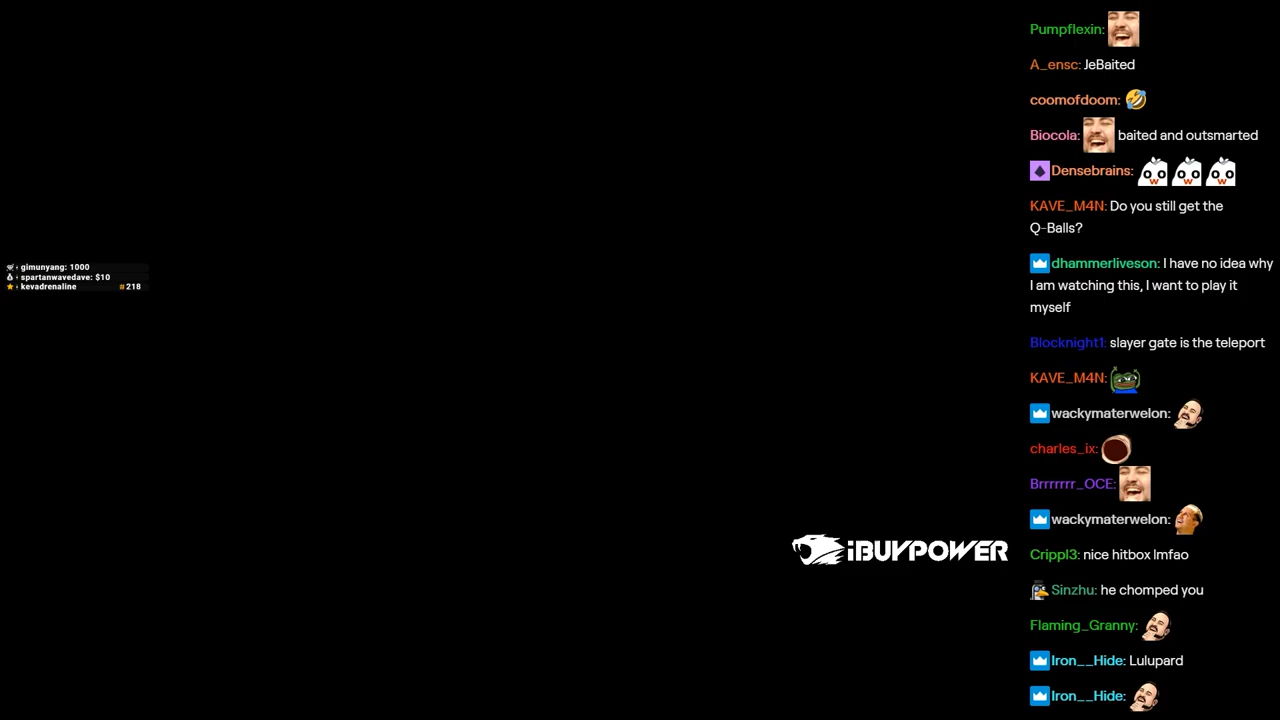 Pumpflexin:
A_ensc: JeBaited
coomofdoom:
Biocola: baited and outsmarted
Densebrains:
KAVE_M4N: Do you still get the
Q-Balls?
dhammerliveson: I have no idea why
I am watching this, I want to play it
myself
gimunyang: 1000
spartanwavedave: $10
kevadrenaline #218
Blocknight1: slayer gate is the teleport
KAVE_M4N:
wackymaterwelon:
charles_ix:
Brrrrrrr_OCE:
wackymaterwelon:
iBUYPOWER
Crippl3: nice hitbox lmfao
Sinzhu: he chomped you
Flaming_Granny:
Iron__Hide: Lulupard
Iron__Hide: